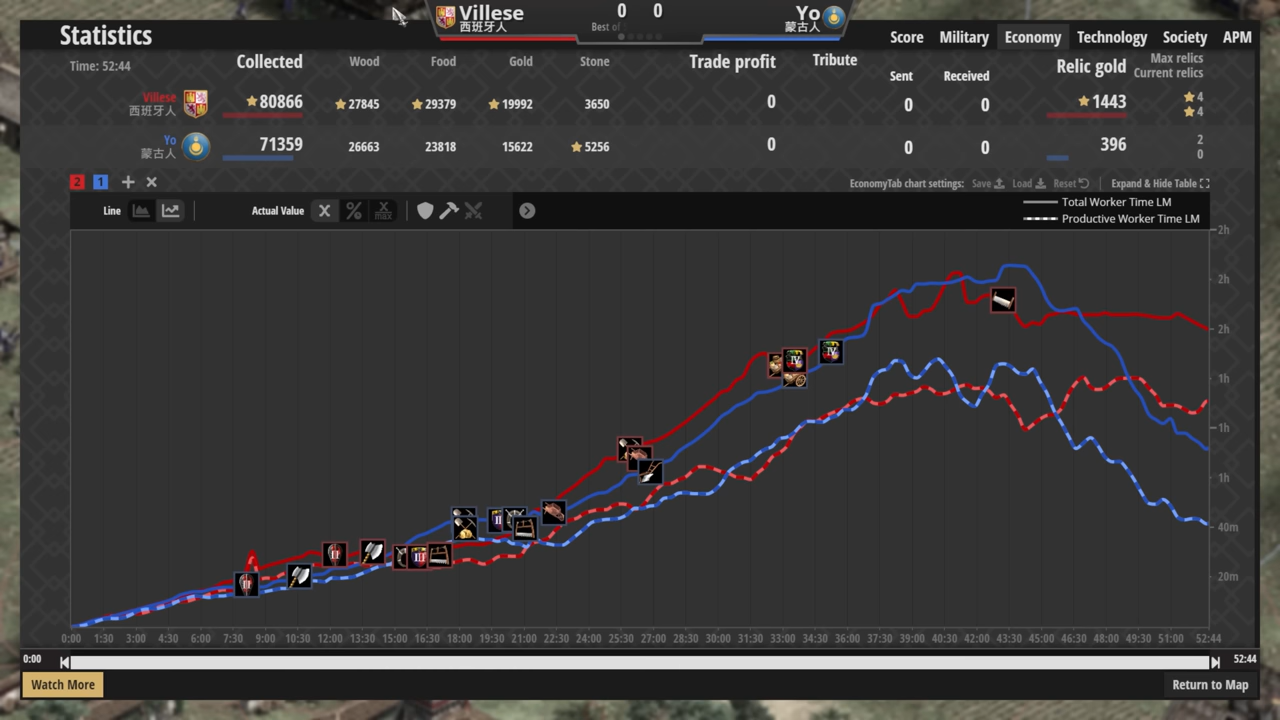 Villese
西班牙人
0 0
Best of
Yo
蒙古人
Statistics
Score Military Economy Technology Society APM
Time: 52:44
Collected Wood Food Gold Stone Trade profit Tribute Sent Received Relic gold Max relics
Current relics
Villese
西班牙人
80866 27845 29379 19992 3650 0 0 0 1443 4
4
Yo
蒙古人
71359 26663 23818 15622 5256 0 0 0 396 2
0
2 1
EconomyTab chart settings: Save Load Reset Expand & Hide Table
Line Actual Value X % X
max
Total Worker Time LM
Productive Worker Time LM
2h
2h
2h
1h
1h
1h
40m
20m
0:00 1:30 3:00 4:30 6:00 7:30 9:00 10:30 12:00 13:30 15:00 16:30 18:00 19:30 21:00 22:30 24:00 25:30 27:00 28:30 30:00 31:30 33:00 34:30 36:00 37:30 39:00 40:30 42:00 43:30 45:00 46:30 48:00 49:30 51:00 52:44
0:00 52:44
Watch More Return to Map